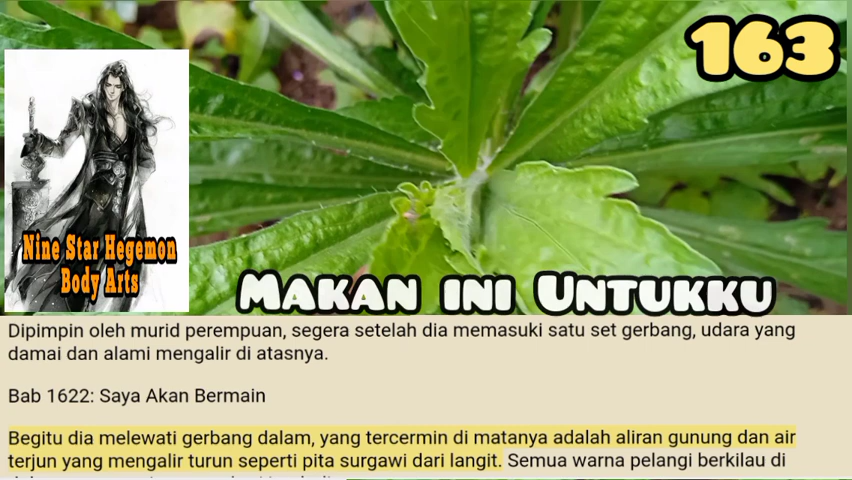 163
Nine Star Hegemon
Body Arts
Makan ini Untukku
Dipimpin oleh murid perempuan, segera setelah dia memasuki satu set gerbang, udara yang
damai dan alami mengalir di atasnya.
Bab 1622: Saya Akan Bermain
Begitu dia melewati gerbang dalam, yang tercermin di matanya adalah aliran gunung dan air
terjun yang mengalir turun seperti pita surgawi dari langit. Semua warna pelangi berkilau di